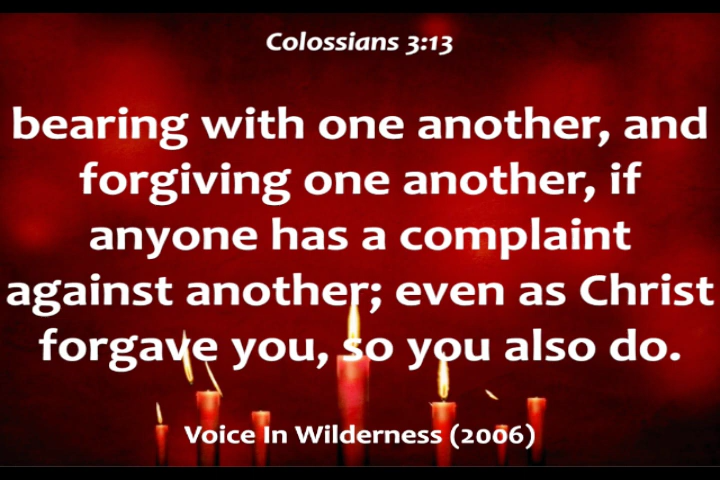 Colossians 3:13
bearing with one another, and
forgiving one another, if
anyone has a complaint
against another; even as Christ
forgave you, so you also do.
Voice In Wilderness (2006)